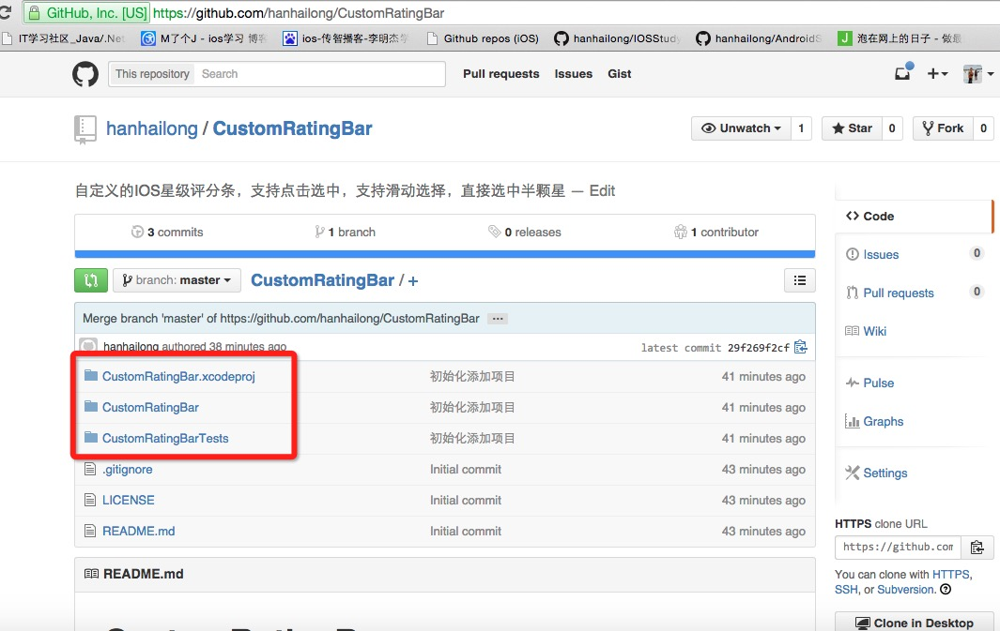 GitHub, Inc. [US] https://github.com/hanhailong/CustomRatingBar
IT学习社区_Java/.Net M了个J - ios学习 博客 ios-传智播客-李明杰 Github repos (iOS) hanhailong/IOSStudy hanhailong/AndroidS 泡在网上的日子 - 做最
This repository Search Pull requests Issues Gist
hanhailong / CustomRatingBar Unwatch 1 Star 0 Fork 0
自定义的IOS星级评分条，支持点击选中，支持滑动选择，直接选中半颗星 — Edit
3 commits 1 branch 0 releases 1 contributor
branch: master CustomRatingBar / +
Merge branch 'master' of https://github.com/hanhailong/CustomRatingBar ...
hanhailong authored 38 minutes ago latest commit 29f269f2cf
CustomRatingBar.xcodeproj 初始化添加项目 41 minutes ago
CustomRatingBar 初始化添加项目 41 minutes ago
CustomRatingBarTests 初始化添加项目 41 minutes ago
.gitignore Initial commit 43 minutes ago
LICENSE Initial commit 43 minutes ago
README.md Initial commit 43 minutes ago
README.md
Code
Issues 0
Pull requests 0
Wiki
Pulse
Graphs
Settings
HTTPS clone URL
https://github.com
You can clone with HTTPS,
SSH, or Subversion.
Clone in Desktop